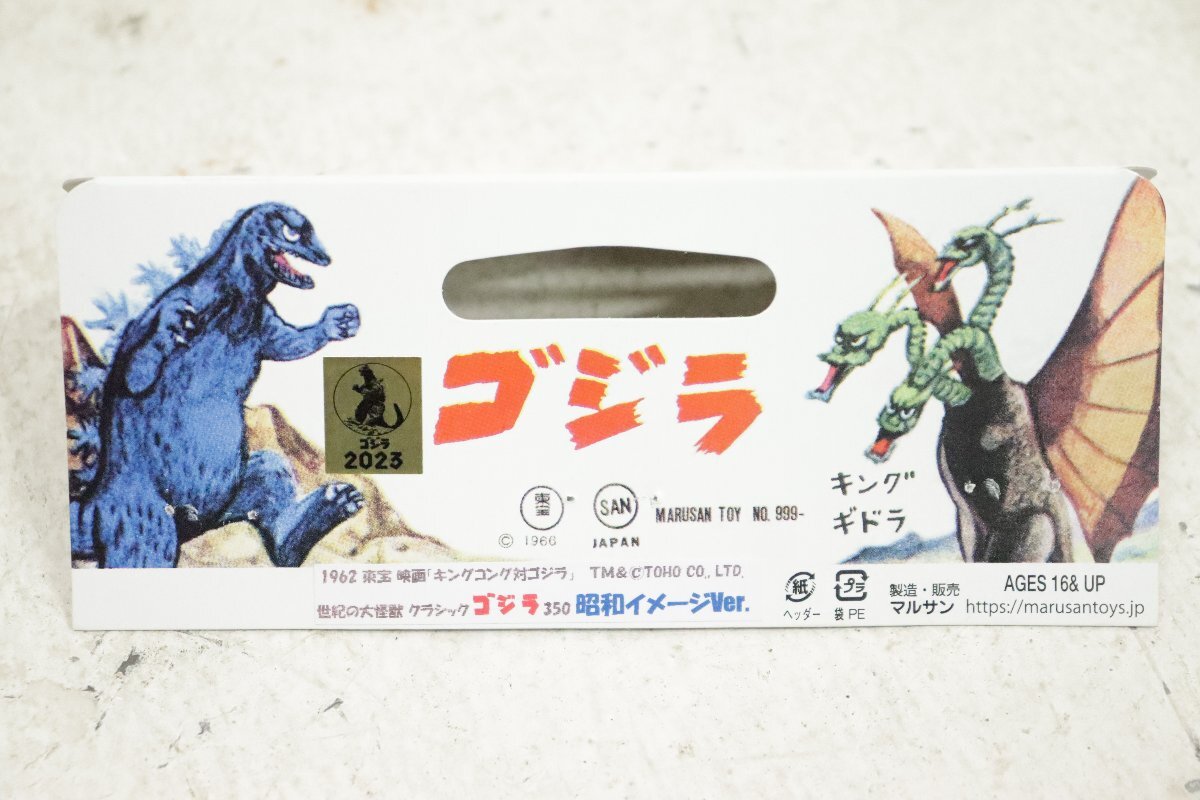 ゴジラ
ゴジラ
2023
キング
ギドラ
東宝
© 1966
SAN
JAPAN
MARUSAN TOY NO. 999-
1962 東宝 映画「キングコング対ゴジラ」 TM&©TOHO CO., LTD.
世紀の大怪獣 クラシック ゴジラ 350 昭和イメージVer.
紙
ヘッダー
プラ
袋 PE
製造・販売
マルサン
AGES 16& UP
https://marusantoys.jp